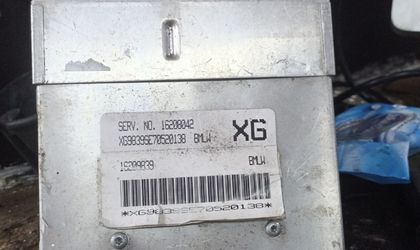 SERV. NO. 16208042
XG
XG9839SE70520138 BMLW
16209839 BMLW
*XG9839SE70520138*